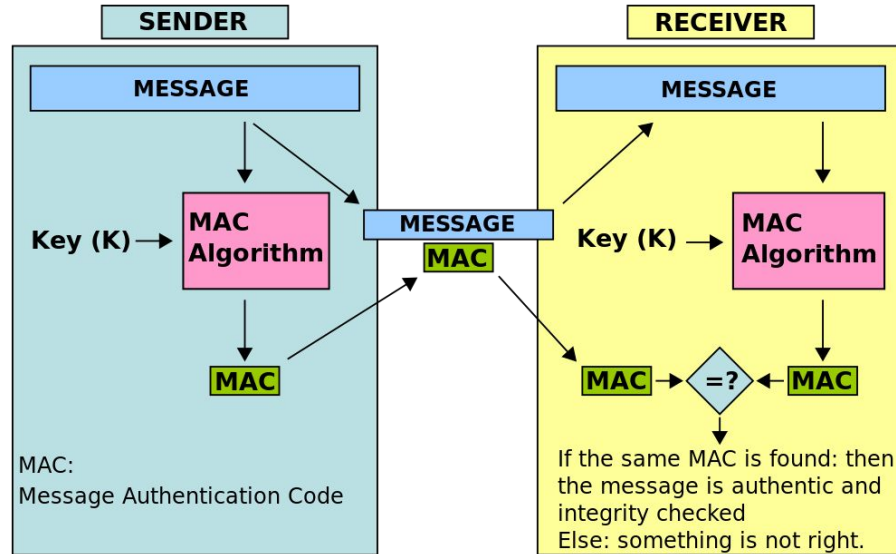 SENDER
MESSAGE
Key (K)
MAC
Algorithm
MAC
MAC:
Message Authentication Code
MESSAGE
MAC
RECEIVER
MESSAGE
Key (K)
MAC
Algorithm
MAC
=?
MAC
If the same MAC is found: then
the message is authentic and
integrity checked
Else: something is not right.